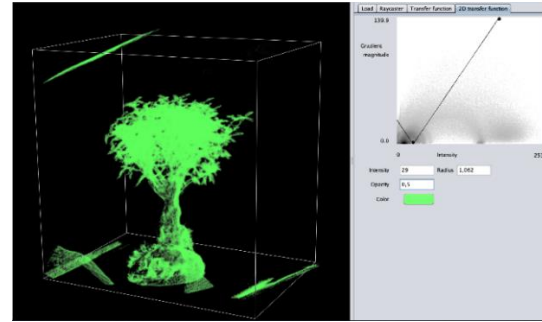 Load Raycaster Transfer function 2D transfer function
139.9
Gradient
magnitude
0.0
0 Intensity 255
Intensity 29 Radius 1,002
Opacity 0,5
Color